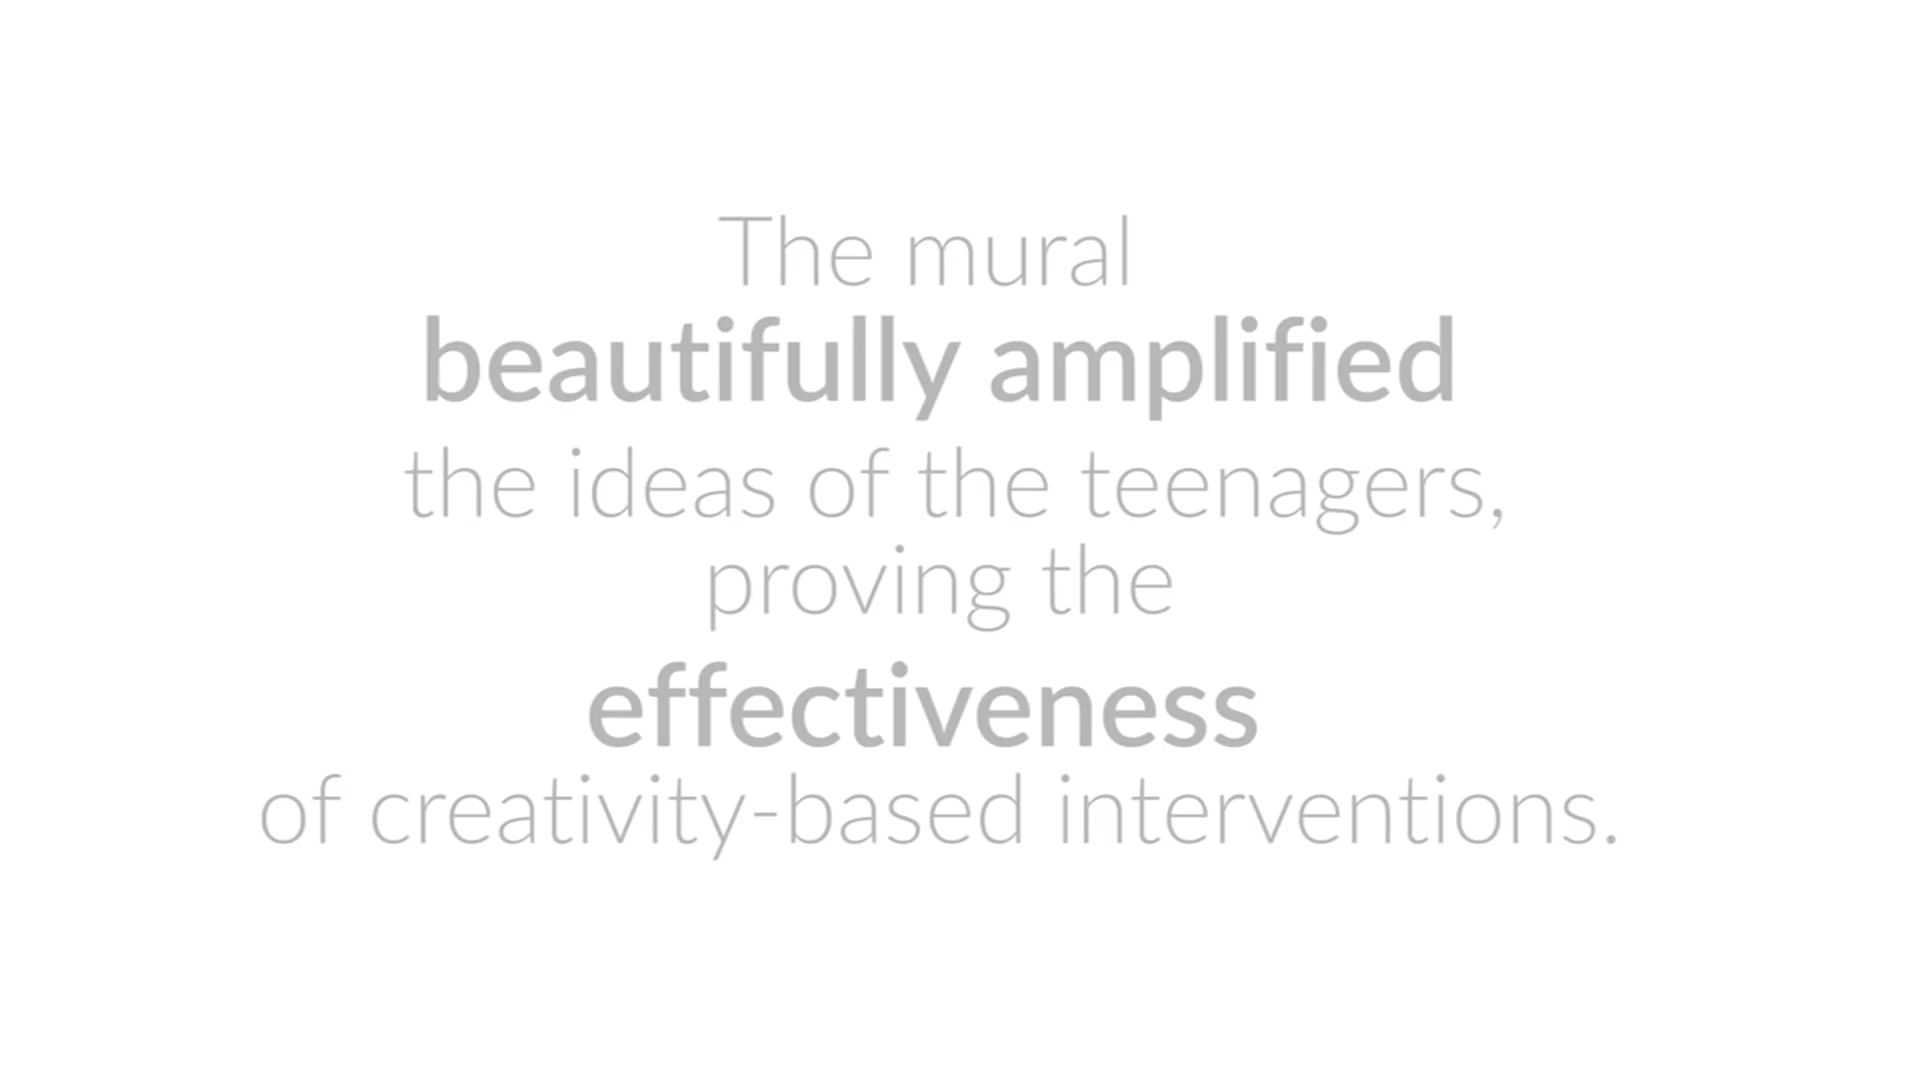 The mural
beautifully amplified
the ideas of the teenagers,
proving the
effectiveness
of creativity-based interventions.